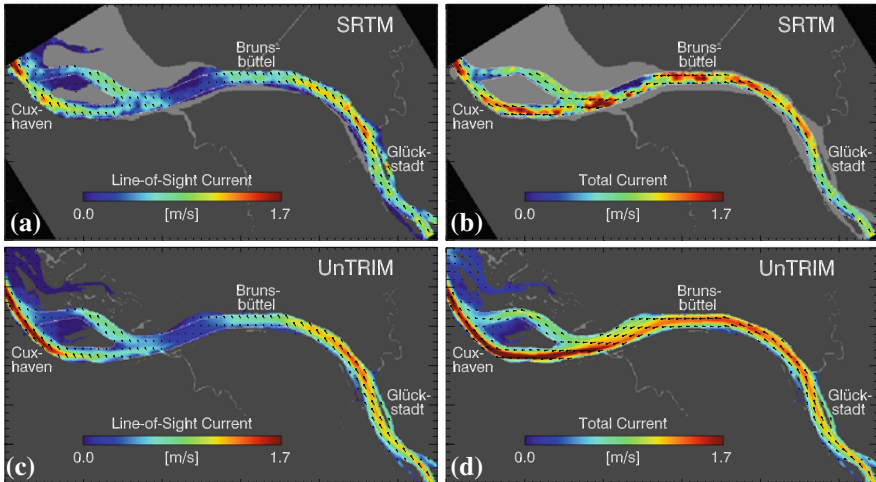 SRTM
Bruns-
büttel
Cux-
haven
Glück-
stadt
Line-of-Sight Current
0.0 [m/s] 1.7
(a)
SRTM
Bruns-
büttel
Cux-
haven
Glück-
stadt
Total Current
0.0 [m/s] 1.7
(b)
UnTRIM
Bruns-
büttel
Cux-
haven
Glück-
stadt
Line-of-Sight Current
0.0 [m/s] 1.7
(c)
UnTRIM
Bruns-
büttel
Cux-
haven
Glück-
stadt
Total Current
0.0 [m/s] 1.7
(d)